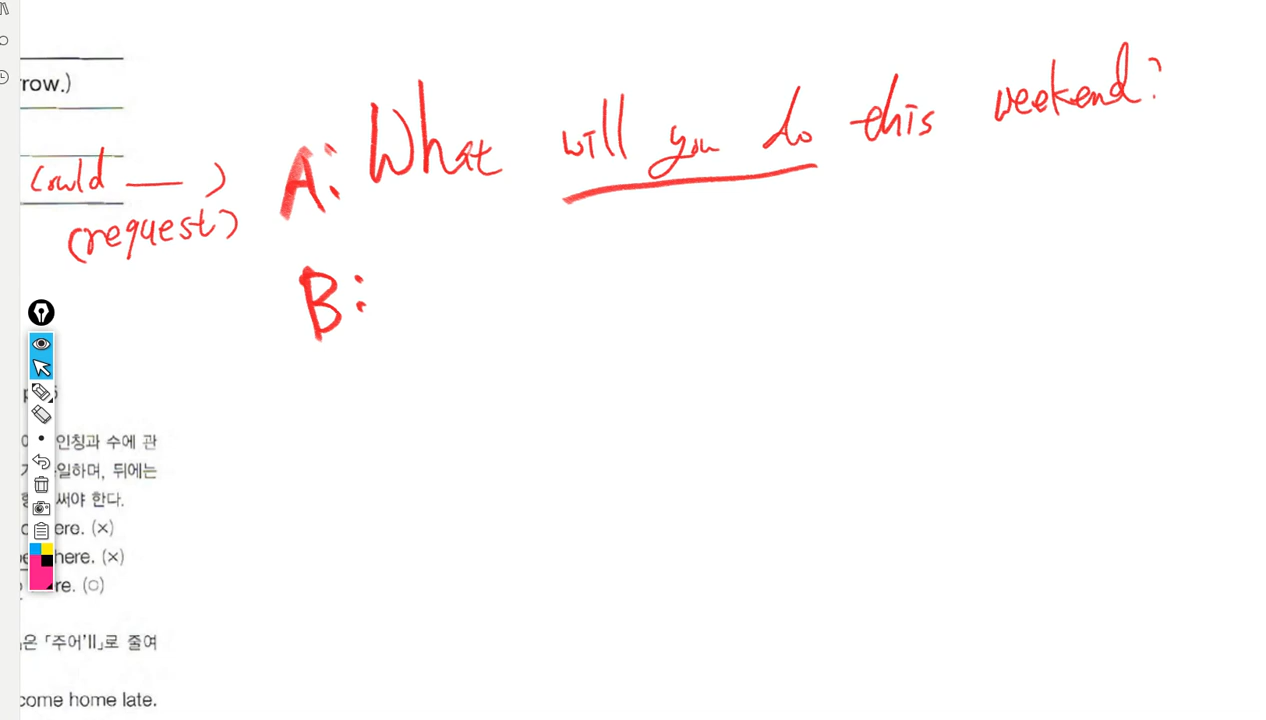 row.)
A: What will you do this weekend?
Could ___ )
(request)
B:
인칭과 수에 관
일하며, 뒤에는
써야 한다.
ere. (×)
here. (×)
re. (○)
은 「주어'll」로 줄여
come home late.